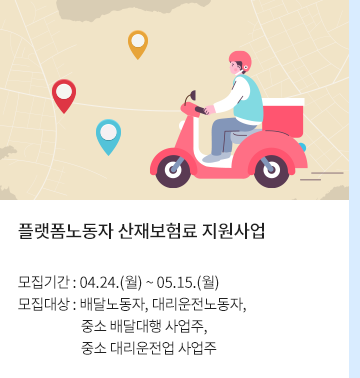 플랫폼노동자 산재보험료 지원사업
모집기간 : 04.24.(월) ~ 05.15.(월)
모집대상 : 배달노동자, 대리운전노동자,
중소 배달대행 사업주,
중소 대리운전업 사업주